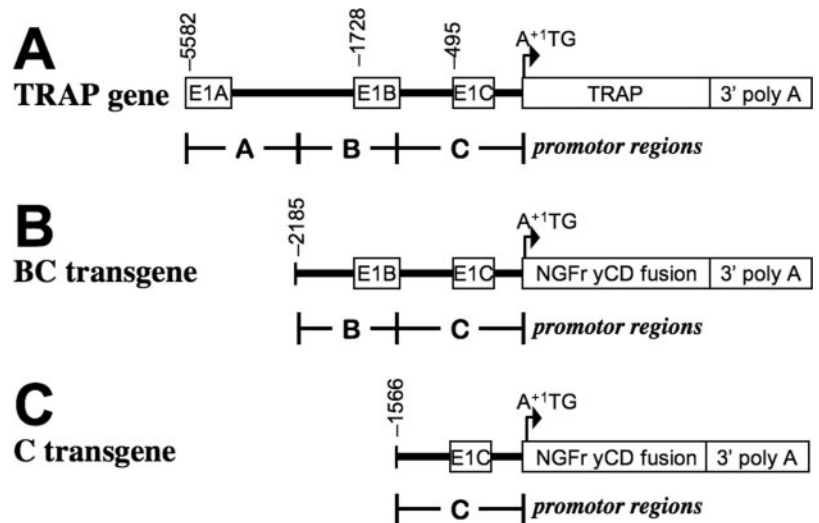 –5582
–1728
–495
A+1TG
A
TRAP gene
E1A
E1B
E1C
TRAP
3' poly A
A
B
C
promotor regions
–2185
A+1TG
B
BC transgene
E1B
E1C
NGFr yCD fusion
3' poly A
B
C
promotor regions
–1566
A+1TG
C
C transgene
E1C
NGFr yCD fusion
3' poly A
C
promotor regions